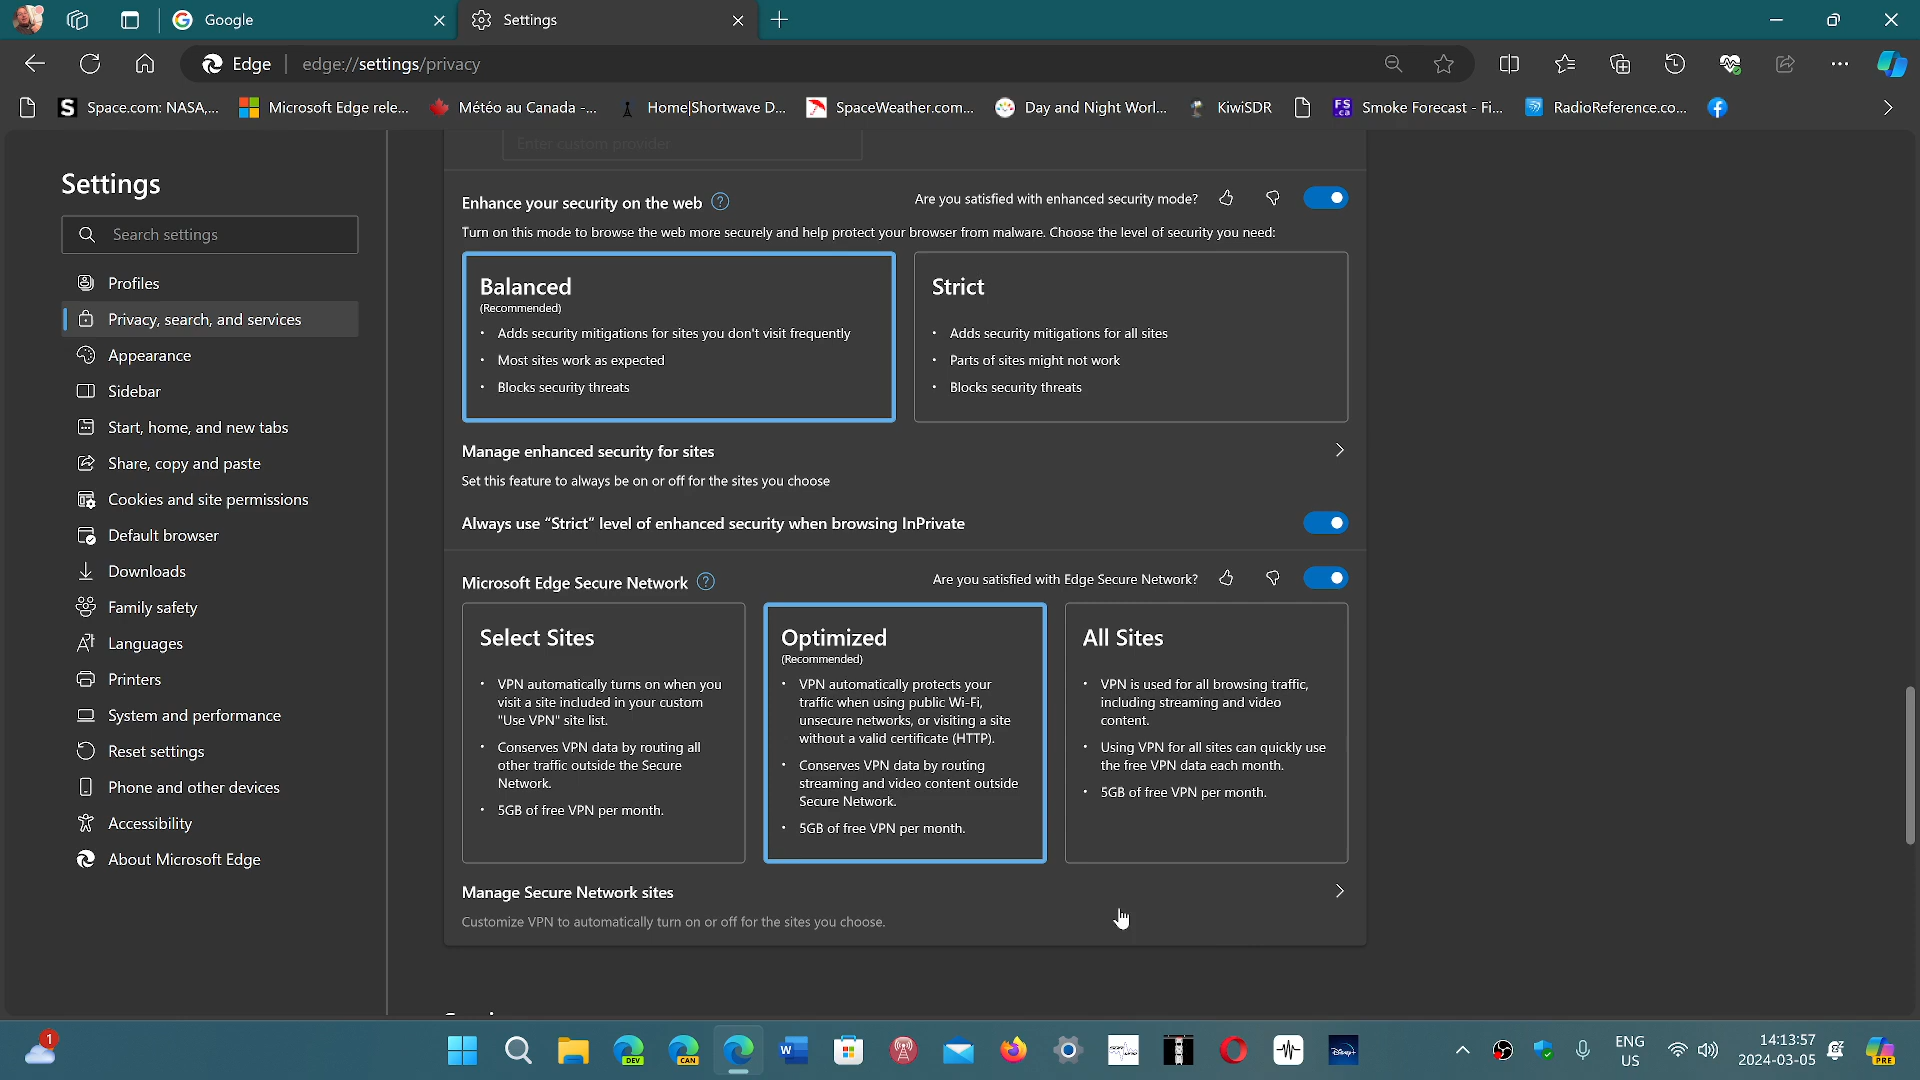 Google
Settings
Edge
edge://settings/privacy
Space.com: NASA,...
Microsoft Edge rele...
Météo au Canada -...
Home|Shortwave D...
SpaceWeather.com...
Day and Night Worl...
KiwiSDR
FS
.ca
Smoke Forecast - Fi...
RadioReference.co...
Settings
Search settings
Profiles
Privacy, search, and services
Appearance
Sidebar
Start, home, and new tabs
Share, copy and paste
Cookies and site permissions
Default browser
Downloads
Family safety
Languages
Printers
System and performance
Reset settings
Phone and other devices
Accessibility
About Microsoft Edge
Enter custom provider
Enhance your security on the web
Are you satisfied with enhanced security mode?
Turn on this mode to browse the web more securely and help protect your browser from malware. Choose the level of security you need:
Balanced
(Recommended)
• Adds security mitigations for sites you don't visit frequently
• Most sites work as expected
• Blocks security threats
Strict
• Adds security mitigations for all sites
• Parts of sites might not work
• Blocks security threats
Manage enhanced security for sites
Set this feature to always be on or off for the sites you choose
Always use “Strict” level of enhanced security when browsing InPrivate
Microsoft Edge Secure Network
Are you satisfied with Edge Secure Network?
Select Sites
• VPN automatically turns on when you
visit a site included in your custom
"Use VPN" site list.
• Conserves VPN data by routing all
other traffic outside the Secure
Network.
• 5GB of free VPN per month.
Optimized
(Recommended)
• VPN automatically protects your
traffic when using public Wi-Fi,
unsecure networks, or visiting a site
without a valid certificate (HTTP).
• Conserves VPN data by routing
streaming and video content outside
Secure Network.
• 5GB of free VPN per month.
All Sites
• VPN is used for all browsing traffic,
including streaming and video
content.
• Using VPN for all sites can quickly use
the free VPN data each month.
• 5GB of free VPN per month.
Manage Secure Network sites
Customize VPN to automatically turn on or off for the sites you choose.
1
DEV
CAN
W
Disney+
ENG
US
14:13:57
2024-03-05
PRE